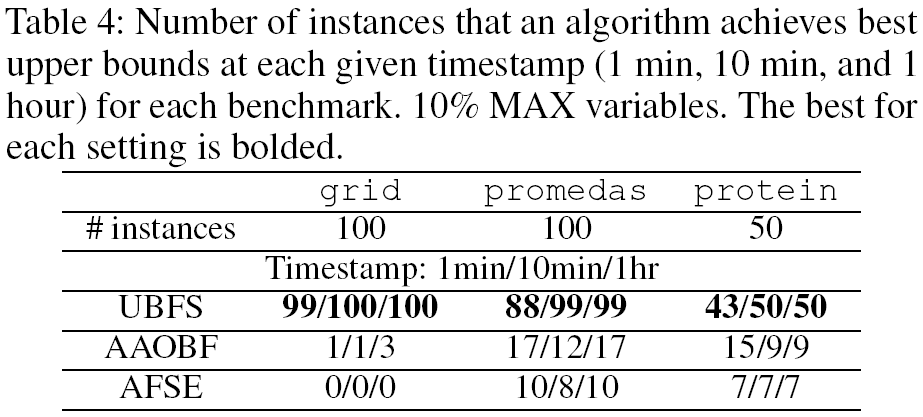 Table 4: Number of instances that an algorithm achieves best
upper bounds at each given timestamp (1 min, 10 min, and 1
hour) for each benchmark. 10% MAX variables. The best for
each setting is bolded.
grid promedas protein
# instances 100 100 50
Timestamp: 1min/10min/1hr
UBFS 99/100/100 88/99/99 43/50/50
AAOBF 1/1/3 17/12/17 15/9/9
AFSE 0/0/0 10/8/10 7/7/7